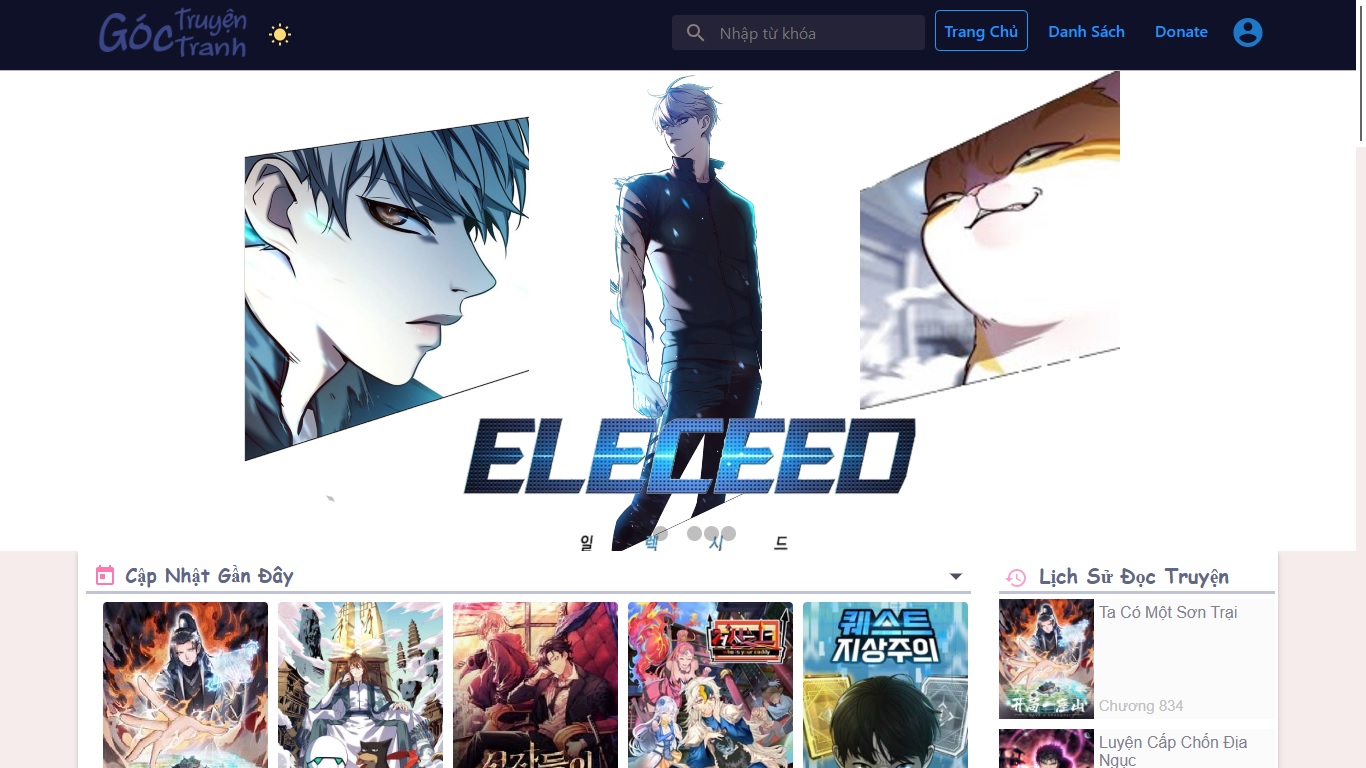 Góc Truyện Tranh
Nhập từ khóa
Trang Chủ
Danh Sách
Donate
ELECEED
일렉시드
Cập Nhật Gần Đây
Lịch Sử Đọc Truyện
퀘스트
지상주의
Ta Có Một Sơn Trại
Chương 834
Luyện Cấp Chốn Địa
Ngục